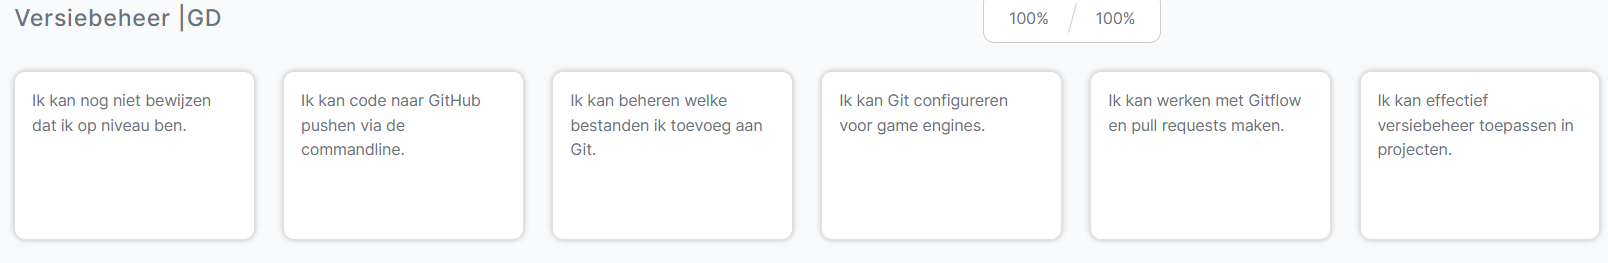 Versiebeheer |GD
100% / 100%
Ik kan nog niet bewijzen
dat ik op niveau ben.
Ik kan code naar GitHub
pushen via de
commandline.
Ik kan beheren welke
bestanden ik toevoeg aan
Git.
Ik kan Git configureren
voor game engines.
Ik kan werken met Gitflow
en pull requests maken.
Ik kan effectief
versiebeheer toepassen in
projecten.